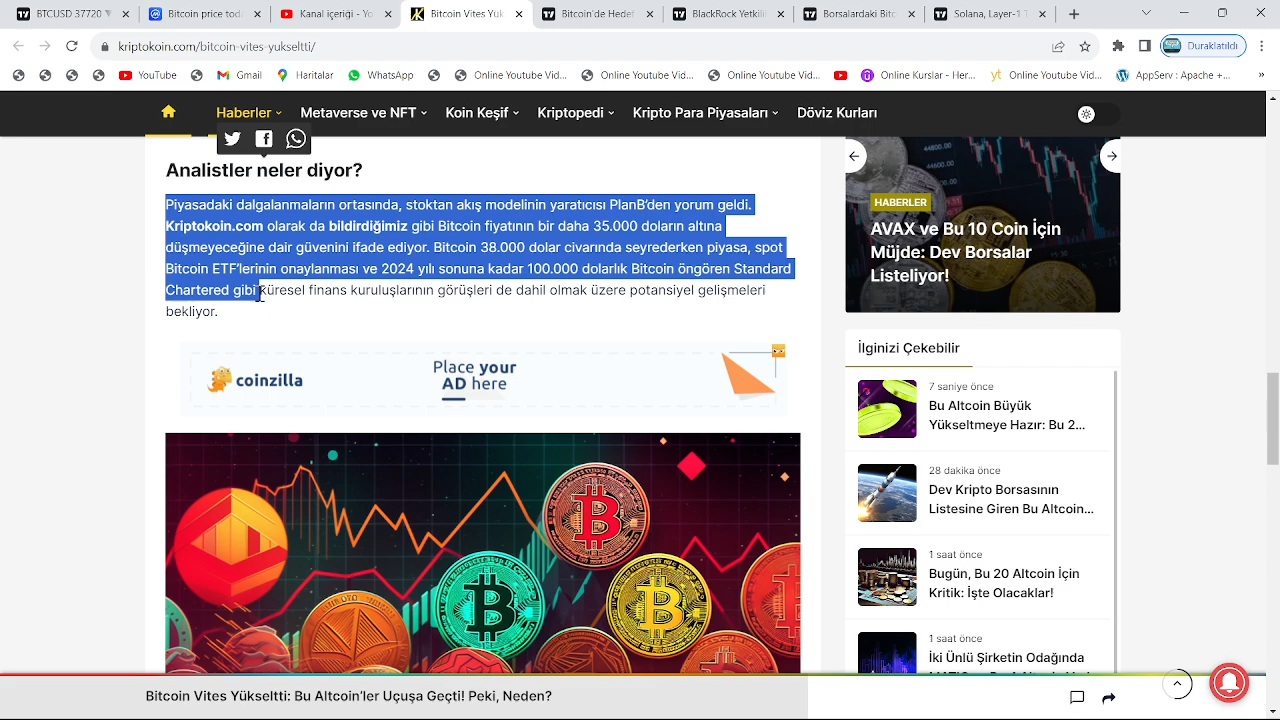 BTCUSD 37720
Bitcoin price tod
Kanal içeriği - Yo
Bitcoin Vites Yük
Bitcoin'de Hedef
BlackRock Yetkilin
Borsalardaki Bitco
Solana, Layer-1 T
kriptokoin.com/bitcoin-vites-yukseltti/
Duraklatıldı
YouTube
Gmail
Haritalar
WhatsApp
Online Youtube Vid...
Online Youtube Vid...
Online Youtube Vid...
Online Kurslar - Her...
yt Online Youtube Vid...
AppServ : Apache +...
»
Haberler
Metaverse ve NFT
Koin Keşif
Kriptopedi
Kripto Para Piyasaları
Döviz Kurları
Analistler neler diyor?
Piyasadaki dalgalanmaların ortasında, stoktan akış modelinin yaratıcısı PlanB'den yorum geldi.
Kriptokoin.com olarak da bildirdiğimiz gibi Bitcoin fiyatının bir daha 35.000 doların altına
düşmeyeceğine dair güvenini ifade ediyor. Bitcoin 38.000 dolar civarında seyrederken piyasa, spot
Bitcoin ETF'lerinin onaylanması ve 2024 yılı sonuna kadar 100.000 dolarlık Bitcoin öngören Standard
Chartered gibi küresel finans kuruluşlarının görüşleri de dahil olmak üzere potansiyel gelişmeleri
bekliyor.
coinzilla
Place your
AD here
44800.00
44600.00
HABERLER
AVAX ve Bu 10 Coin İçin
Müjde: Dev Borsalar
Listeliyor!
İlginizi Çekebilir
7 saniye önce
Bu Altcoin Büyük
Yükseltmeye Hazır: Bu 2...
28 dakika önce
Dev Kripto Borsasının
Listesine Giren Bu Altcoin...
1 saat önce
Bugün, Bu 20 Altcoin İçin
Kritik: İşte Olacaklar!
1 saat önce
İki Ünlü Şirketin Odağında
Bitcoin Vites Yükseltti: Bu Altcoin'ler Uçuşa Geçti! Peki, Neden?